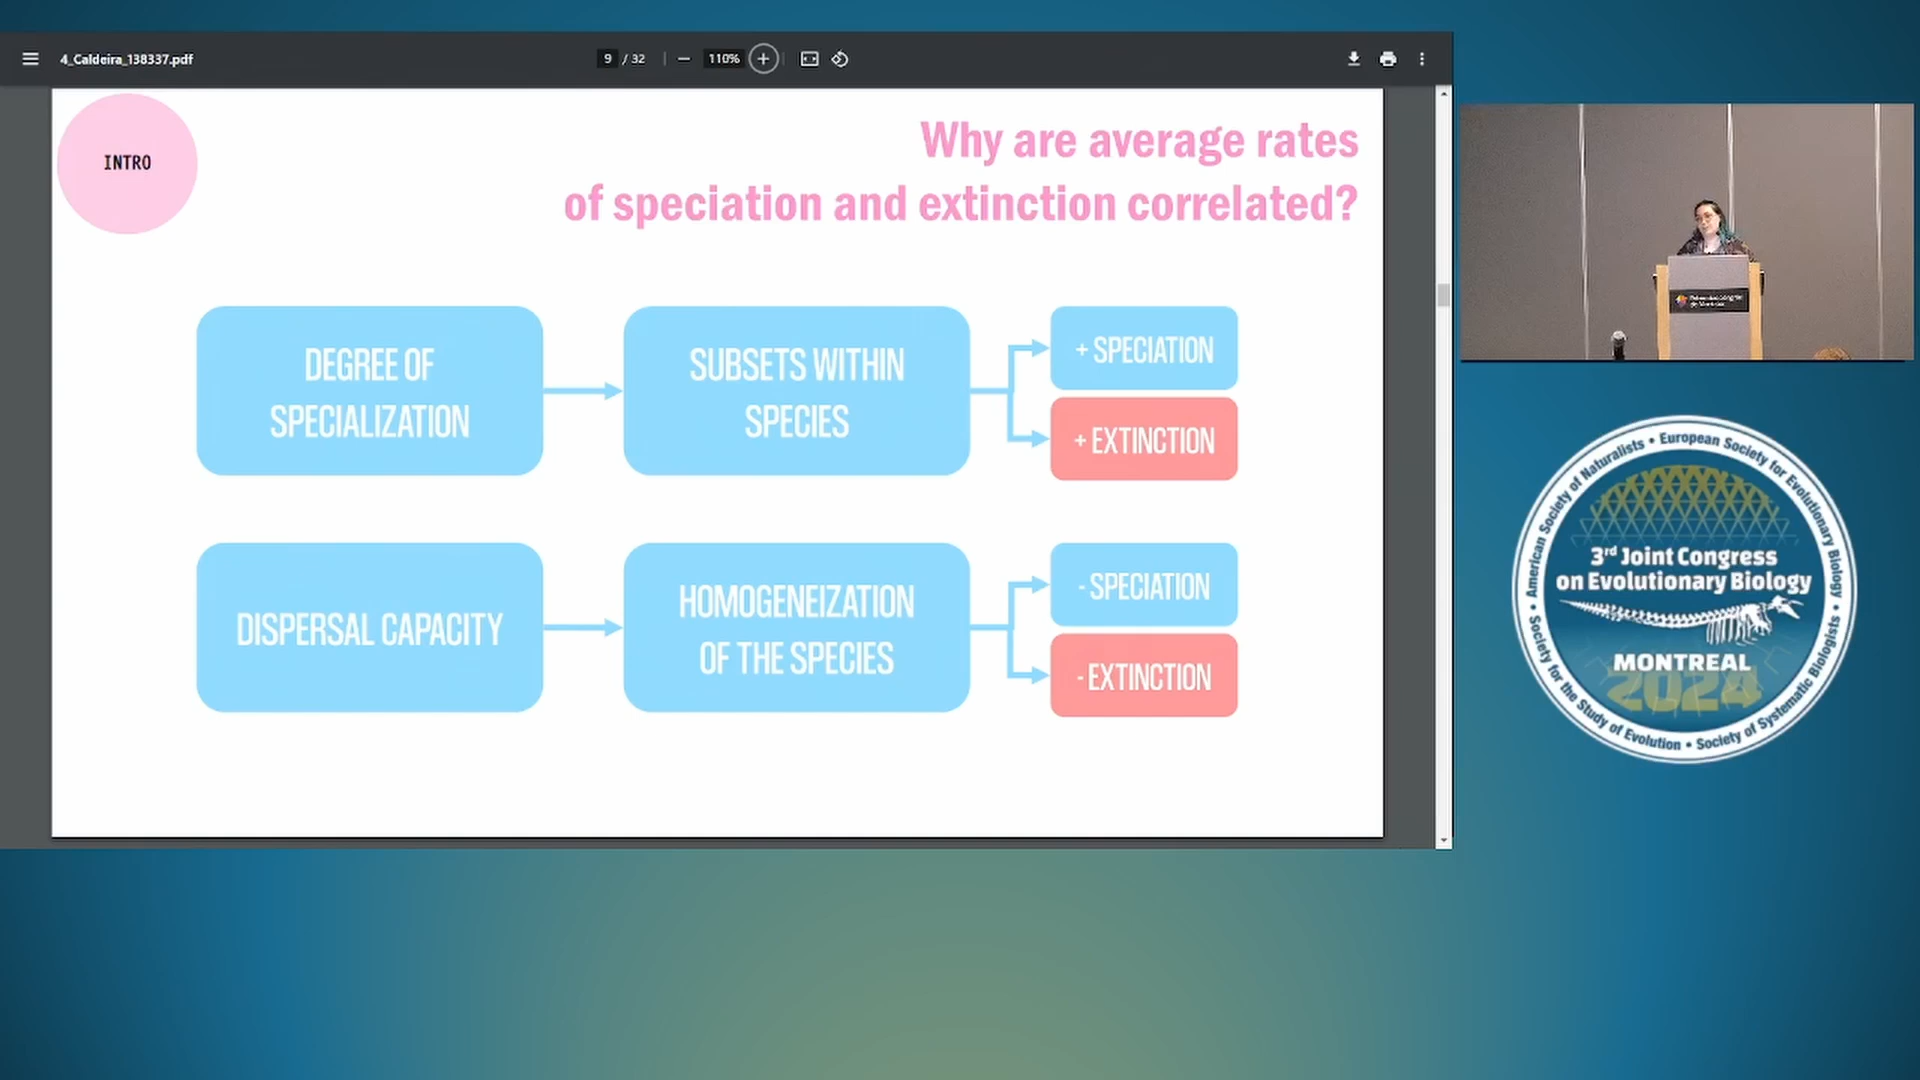 4_Caldeira_138337.pdf
9 / 32
110%
INTRO
Why are average rates
of speciation and extinction correlated?
DEGREE OF
SPECIALIZATION
SUBSETS WITHIN
SPECIES
+ SPECIATION
+ EXTINCTION
DISPERSAL CAPACITY
HOMOGENEIZATION
OF THE SPECIES
- SPECIATION
- EXTINCTION
American Society of Naturalists • European Society for Evolutionary Biology •
3rd Joint Congress
on Evolutionary Biology
MONTREAL
2024
Society for the Study of Evolution • Society of Systematic Biologists •